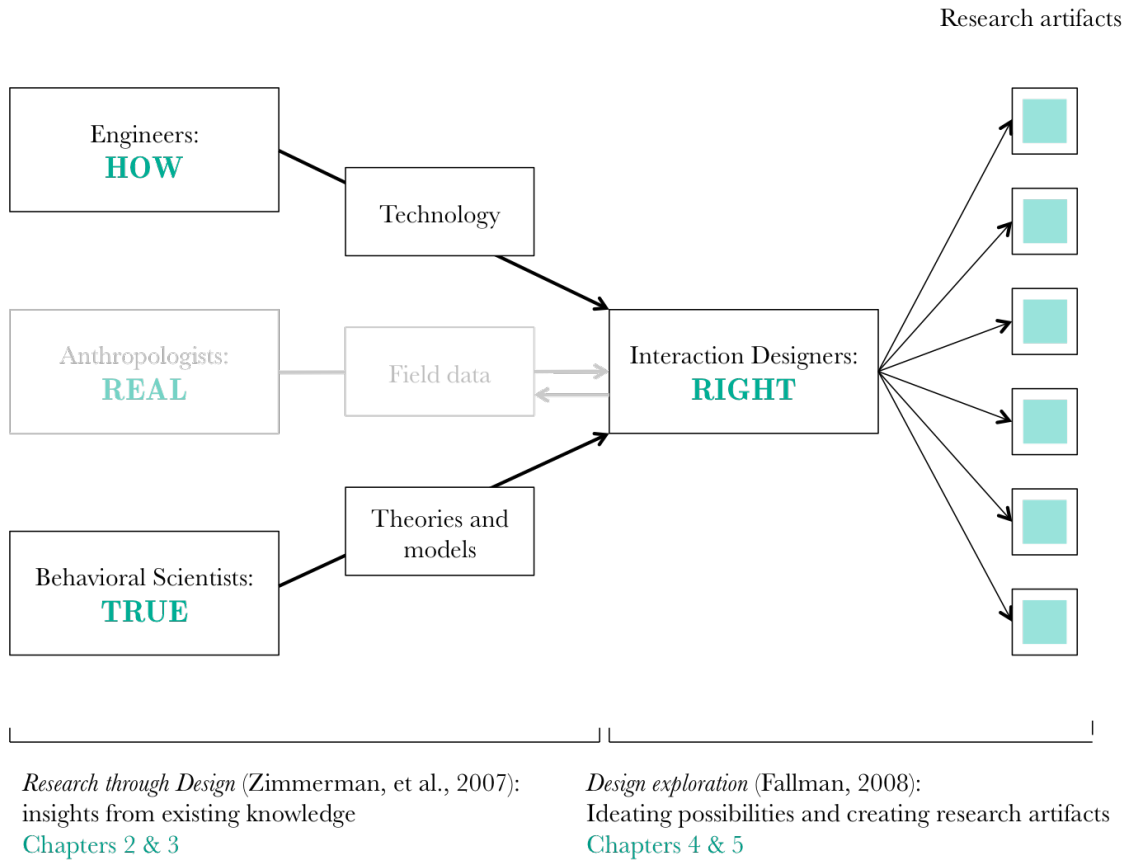 Research artifacts
Engineers:
HOW
Technology
Anthropologists:
REAL
Field data
Interaction Designers:
RIGHT
Theories and
models
Behavioral Scientists:
TRUE
Research through Design (Zimmerman, et al., 2007):
insights from existing knowledge
Chapters 2 & 3
Design exploration (Fallman, 2008):
Ideating possibilities and creating research artifacts
Chapters 4 & 5